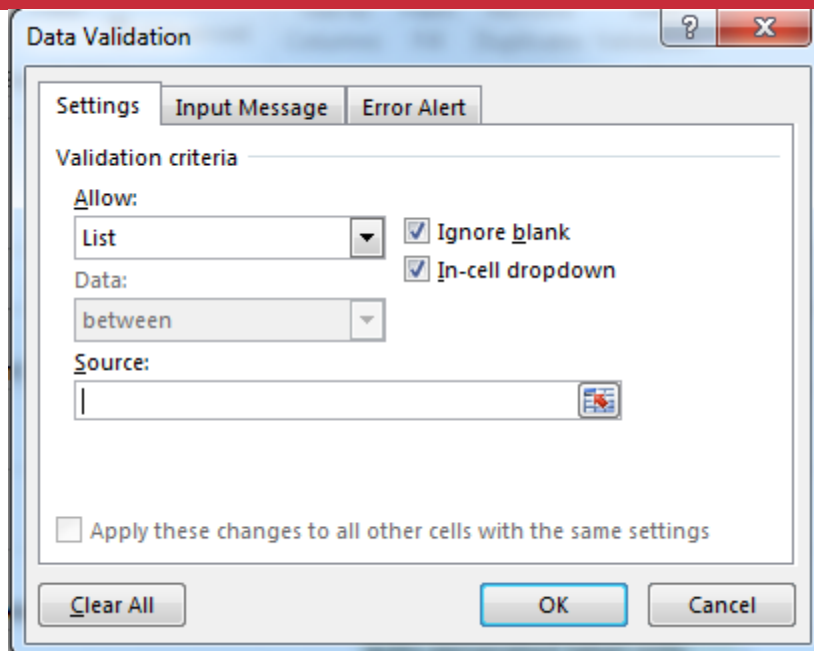 Data Validation
Settings Input Message Error Alert
Validation criteria
Allow:
List
Ignore blank
In-cell dropdown
Data:
between
Source:
Apply these changes to all other cells with the same settings
Clear All OK Cancel